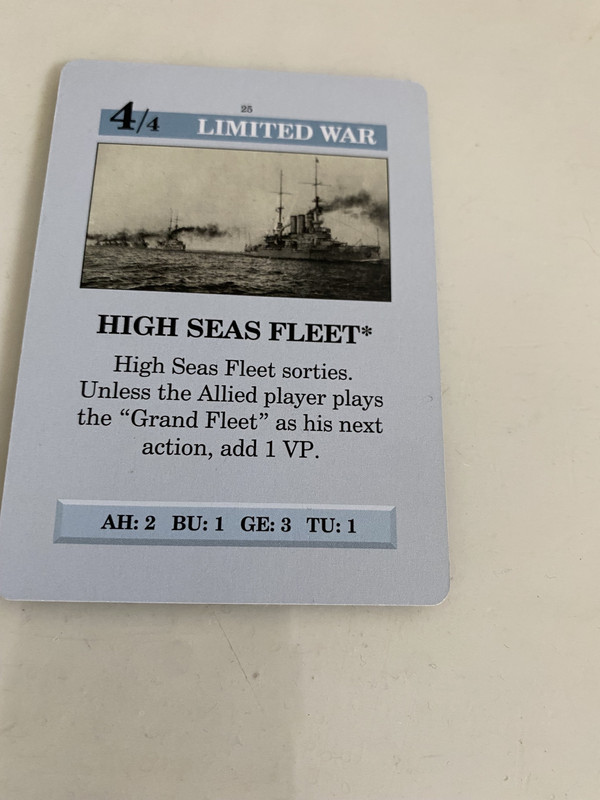 25
4/4 LIMITED WAR
HIGH SEAS FLEET*
High Seas Fleet sorties.
Unless the Allied player plays
the “Grand Fleet” as his next
action, add 1 VP.
AH: 2 BU: 1 GE: 3 TU: 1